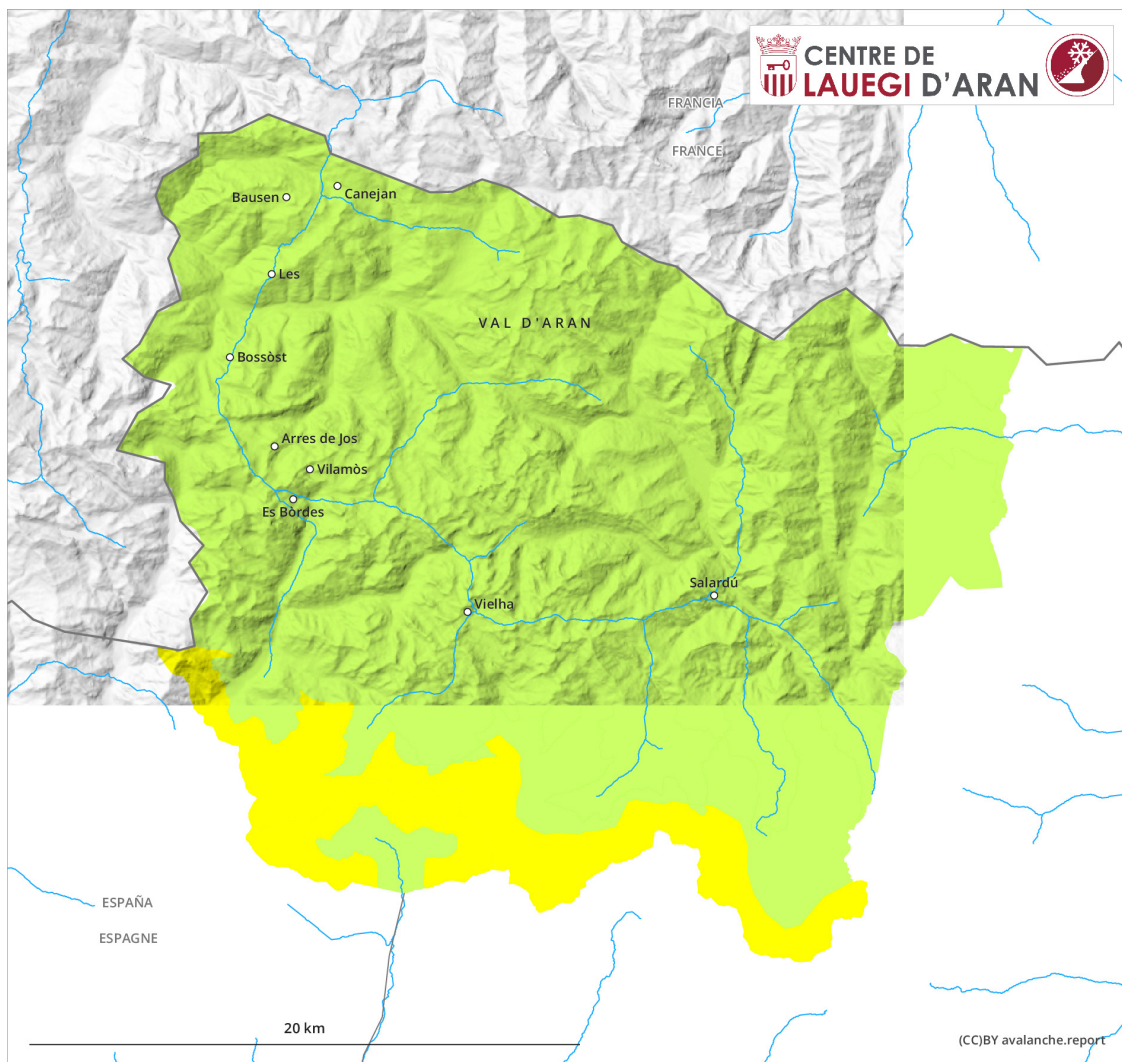 CENTRE DE
LAUEGI D'ARAN
FRANCIA
FRANCE
Bausen
Canejan
Les
VAL D'ARAN
Bossòst
Arres de Jos
Vilamòs
Es Bòrdes
Salardú
Vielha
ESPAÑA
ESPAGNE
20 km
(CC)BY avalanche.report